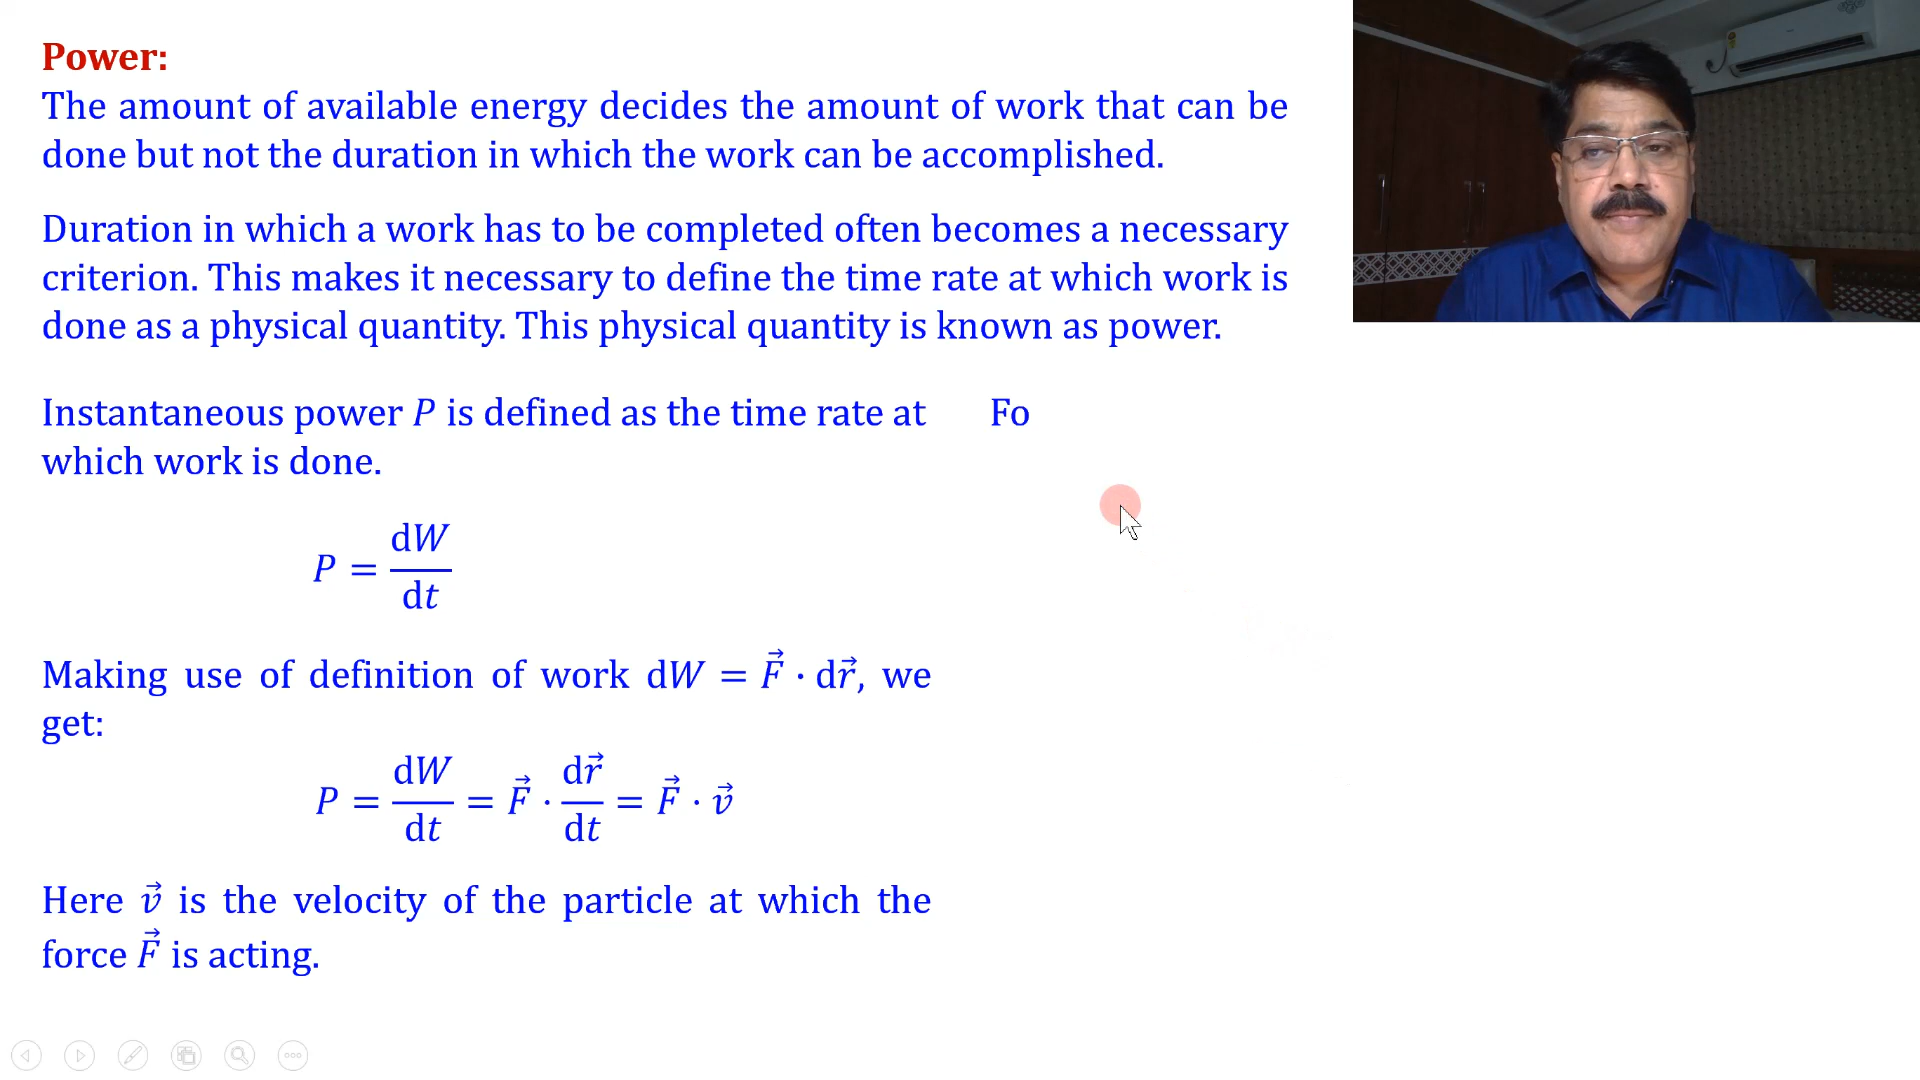 Power:
The amount of available energy decides the amount of work that can be
done but not the duration in which the work can be accomplished.
Duration in which a work has to be completed often becomes a necessary
criterion. This makes it necessary to define the time rate at which work is
done as a physical quantity. This physical quantity is known as power.
Instantaneous power P is defined as the time rate at
which work is done.
P = dW/dt
Making use of definition of work dW = F⃗ · dr⃗, we
get:
P = dW/dt = F⃗ · dr⃗/dt = F⃗ · v⃗
Here v⃗ is the velocity of the particle at which the
force F⃗ is acting.
Fo